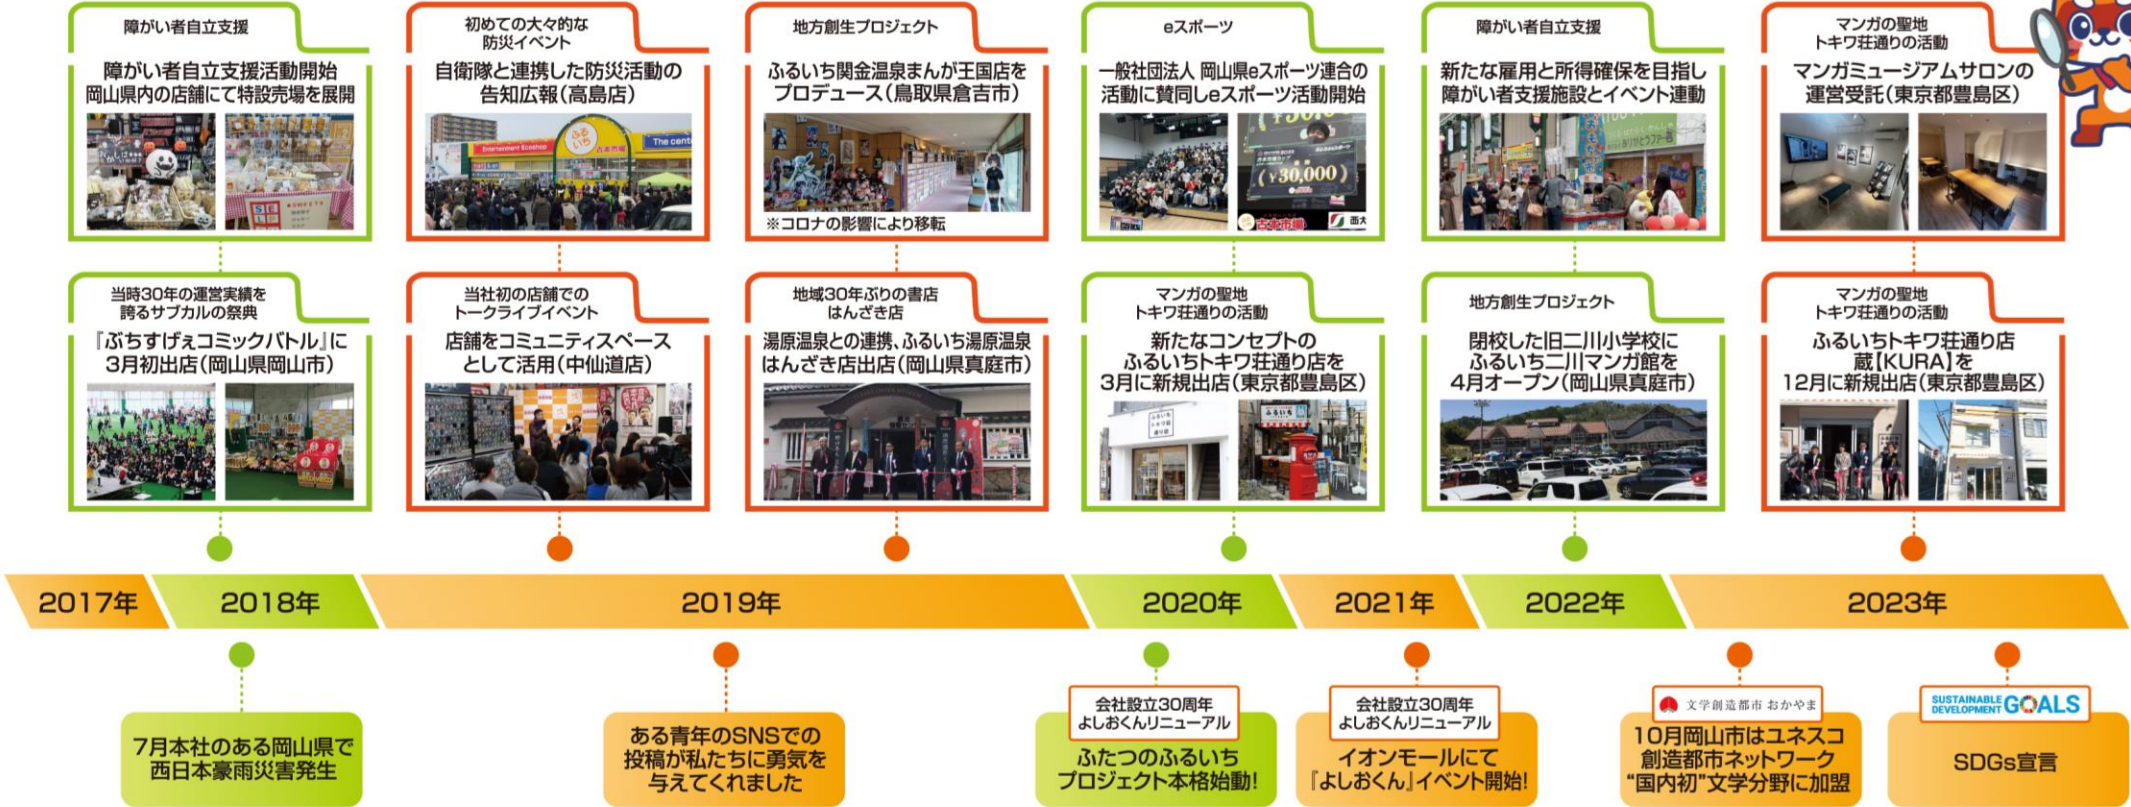 障がい者自立支援
障がい者自立支援活動開始
岡山県内の店舗にて特設売場を展開
初めての大々的な
防災イベント
自衛隊と連携した防災活動の
告知広報(高島店)
Entertainment Ecoshop
ふるいち
古本市場
The cent
地方創生プロジェクト
ふるいち関金温泉まんが王国店を
プロデュース(鳥取県倉吉市)
※コロナの影響により移転
eスポーツ
一般社団法人 岡山県eスポーツ連合の
活動に賛同しeスポーツ活動開始
(¥30,000)
古本市場
障がい者自立支援
新たな雇用と所得確保を目指し
障がい者支援施設とイベント連動
マンガの聖地
トキワ荘通りの活動
マンガミュージアムサロンの
運営受託(東京都豊島区)
当時30年の運営実績を
誇るサブカルの祭典
『ぶちすげぇコミックバトル』に
3月初出店(岡山県岡山市)
当社初の店舗での
トークライブイベント
店舗をコミュニティスペース
として活用(中仙道店)
地域30年ぶりの書店
はんざき店
湯原温泉との連携、ふるいち湯原温泉
はんざき店出店(岡山県真庭市)
マンガの聖地
トキワ荘通りの活動
新たなコンセプトの
ふるいちトキワ荘通り店を
3月に新規出店(東京都豊島区)
ふるいち
トキワ荘
通り店
ふるいち
地方創生プロジェクト
閉校した旧二川小学校に
ふるいち二川マンガ館を
4月オープン(岡山県真庭市)
マンガの聖地
トキワ荘通りの活動
ふるいちトキワ荘通り店
蔵【KURA】を
12月に新規出店(東京都豊島区)
2017年
2018年
2019年
2020年
2021年
2022年
2023年
7月本社のある岡山県で
西日本豪雨災害発生
ある青年のSNSでの
投稿が私たちに勇気を
与えてくれました
会社設立30周年
よしおくんリニューアル
ふたつのふるいち
プロジェクト本格始動!
会社設立30周年
よしおくんリニューアル
イオンモールにて
『よしおくん』イベント開始!
文学創造都市 おかやま
10月岡山市はユネスコ
創造都市ネットワーク
“国内初”文学分野に加盟
SUSTAINABLE
DEVELOPMENT GOALS
SDGs宣言